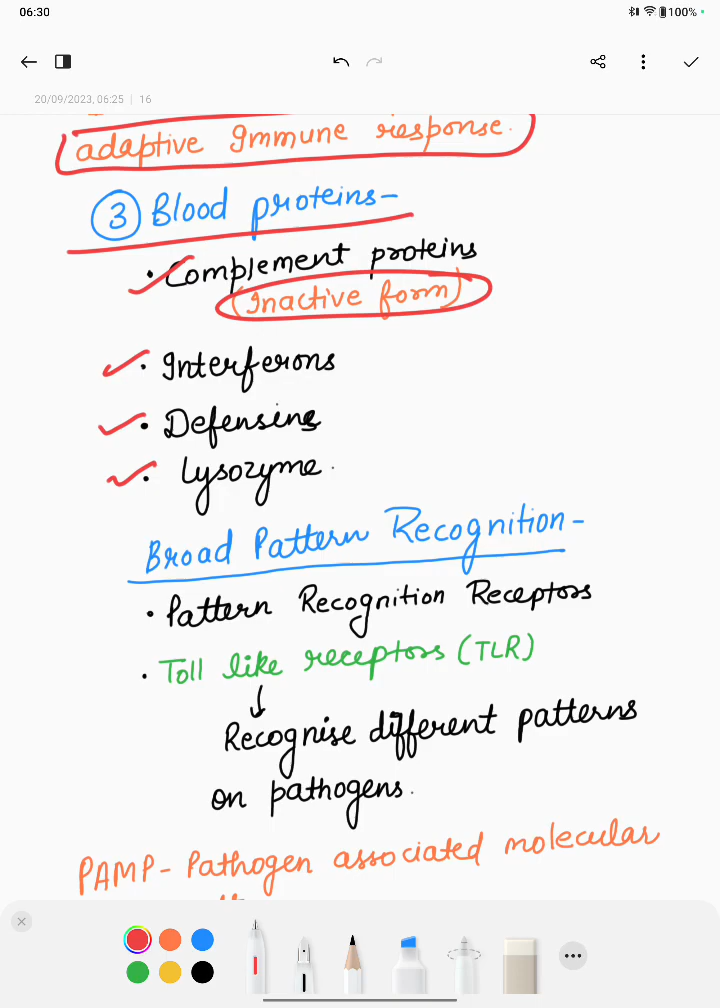 06:30
100%
20/09/2023, 06:25 | 16
adaptive Immune response.
③ Blood proteins-
• Complement proteins
(Inactive form)
• Interferons
• Defensins
• Lysozyme.
Broad Pattern Recognition-
• Pattern Recognition Receptors
• Toll like receptors (TLR)
↓
Recognise different patterns
on pathogens.
PAMP- Pathogen associated molecular